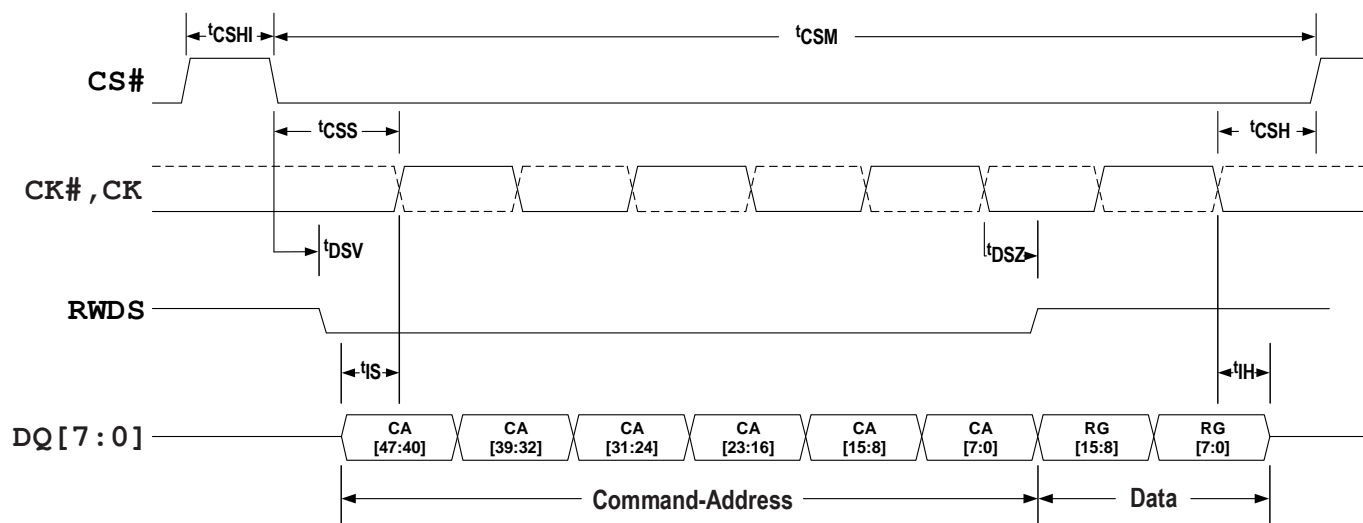 tCSHI
tCSM
CS#
tCSS
tCSH
CK#,CK
tDSV
tDSZ
RWDS
tIS
tIH
DQ[7:0]
CA [47:40]
CA [39:32]
CA [31:24]
CA [23:16]
CA [15:8]
CA [7:0]
RG [15:8]
RG [7:0]
Command-Address
Data